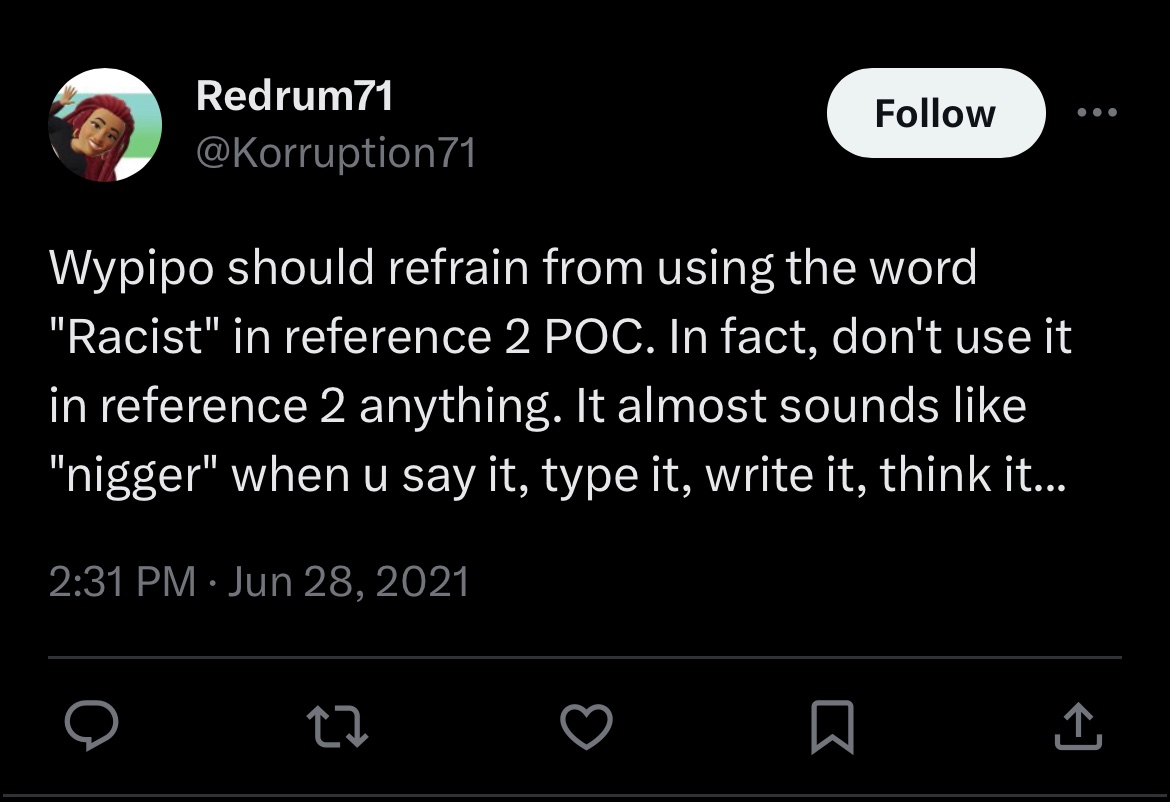 Redrum71
@Korruption71
Follow
Wypipo should refrain from using the word
"Racist" in reference 2 POC. In fact, don't use it
in reference 2 anything. It almost sounds like
"nigger" when u say it, type it, write it, think it...
2:31 PM · Jun 28, 2021